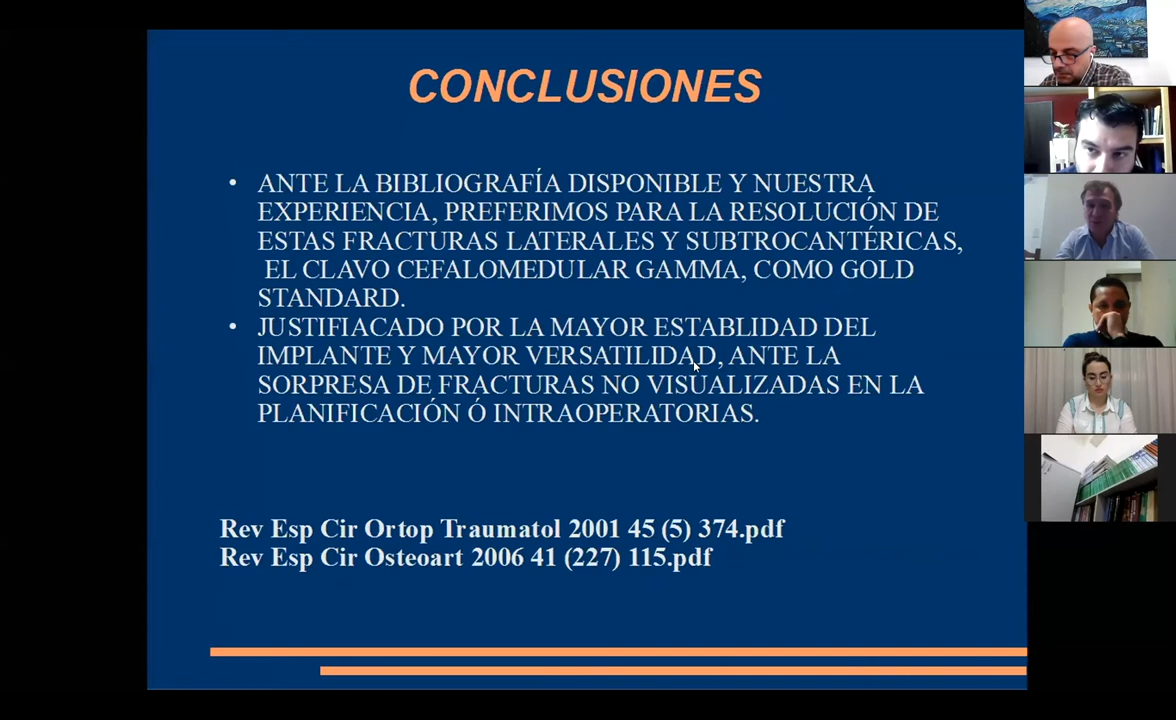 CONCLUSIONES
• ANTE LA BIBLIOGRAFÍA DISPONIBLE Y NUESTRA
EXPERIENCIA, PREFERIMOS PARA LA RESOLUCIÓN DE
ESTAS FRACTURAS LATERALES Y SUBTROCANTÉRICAS,
EL CLAVO CEFALOMEDULAR GAMMA, COMO GOLD
STANDARD.
• JUSTIFIACADO POR LA MAYOR ESTABLIDAD DEL
IMPLANTE Y MAYOR VERSATILIDAD, ANTE LA
SORPRESA DE FRACTURAS NO VISUALIZADAS EN LA
PLANIFICACIÓN Ó INTRAOPERATORIAS.
Rev Esp Cir Ortop Traumatol 2001 45 (5) 374.pdf
Rev Esp Cir Osteoart 2006 41 (227) 115.pdf